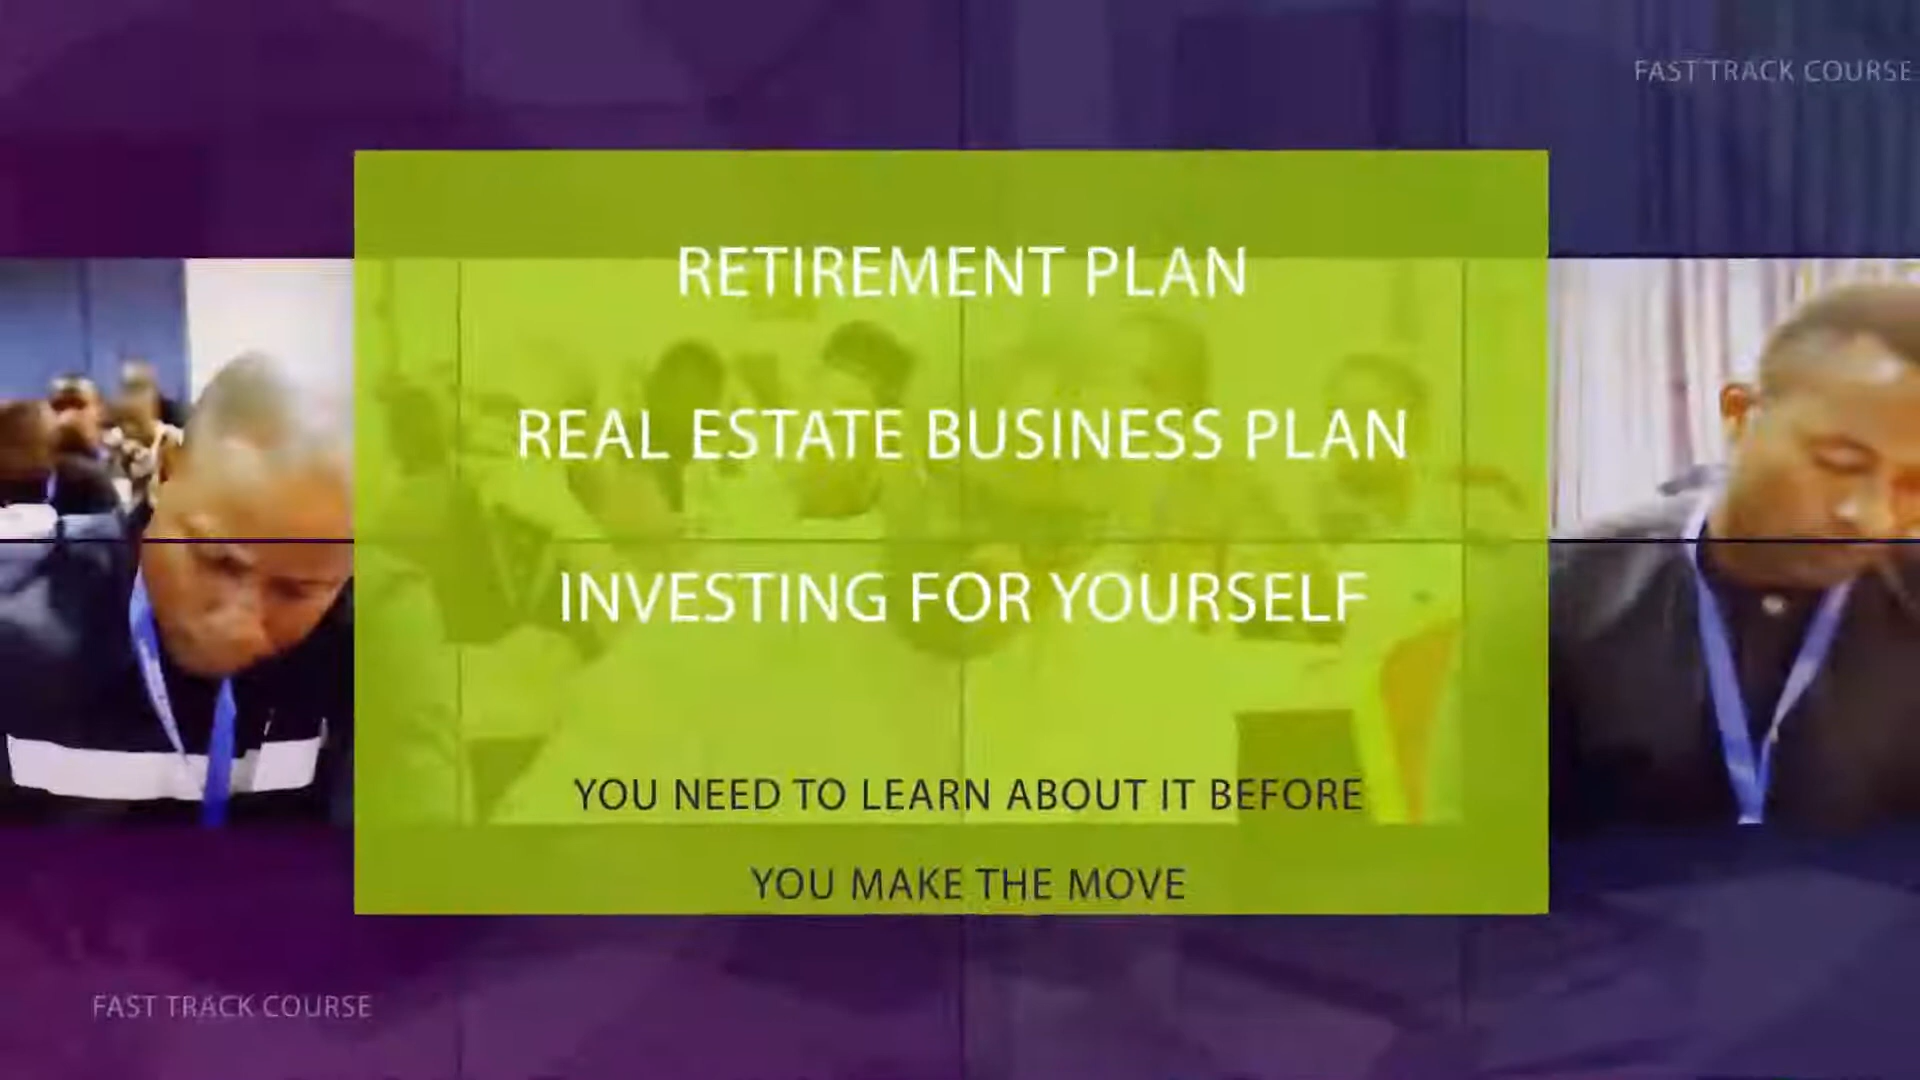 FAST TRACK COURSE
RETIREMENT PLAN
REAL ESTATE BUSINESS PLAN
INVESTING FOR YOURSELF
YOU NEED TO LEARN ABOUT IT BEFORE
YOU MAKE THE MOVE
FAST TRACK COURSE